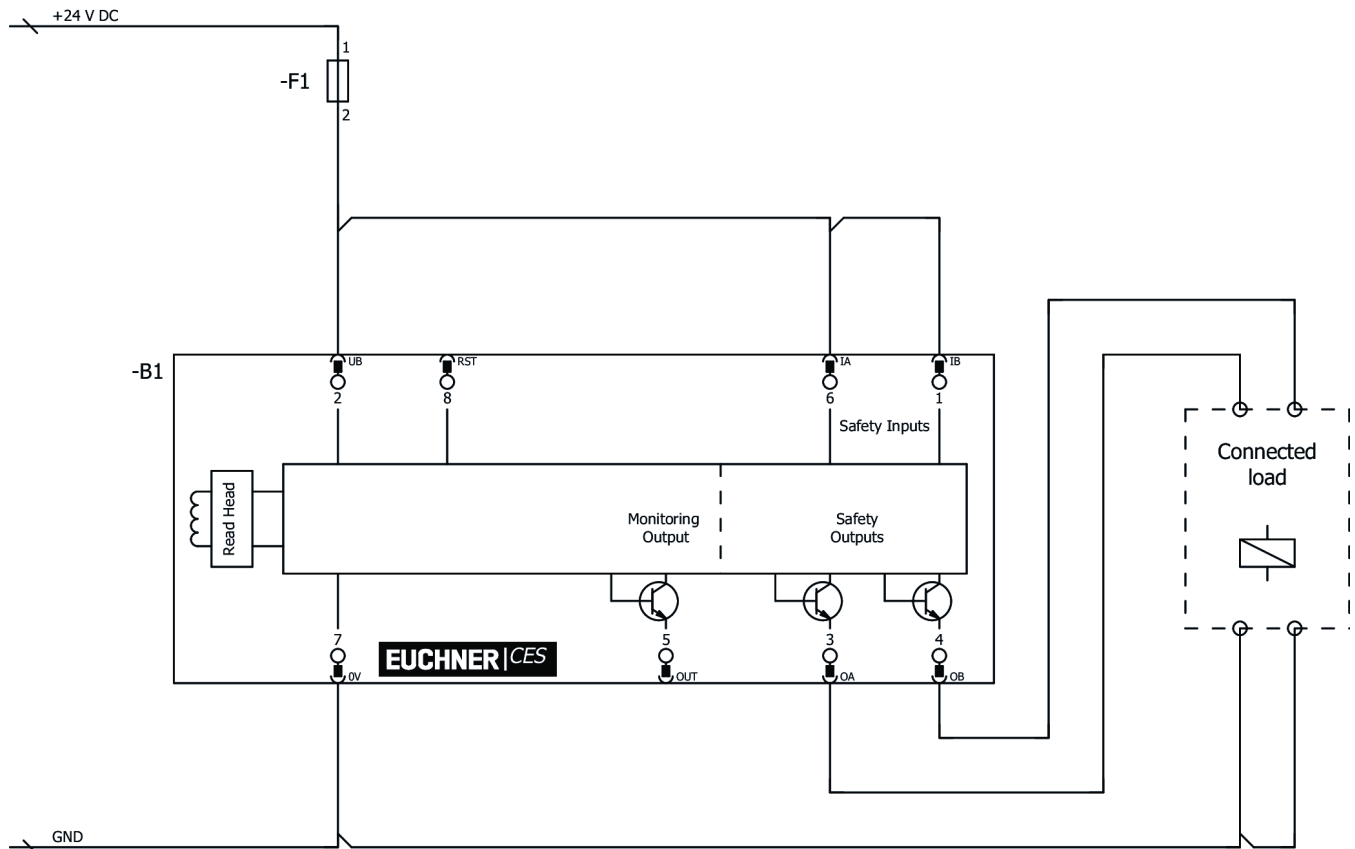 +24 V DC
1
-F1
2
-B1
UB
RST
IA
IB
2
8
6
1
Safety Inputs
Connected
load
Read Head
Monitoring
Output
Safety
Outputs
7
5
3
4
EUCHNER CES
0V
OUT
OA
OB
GND